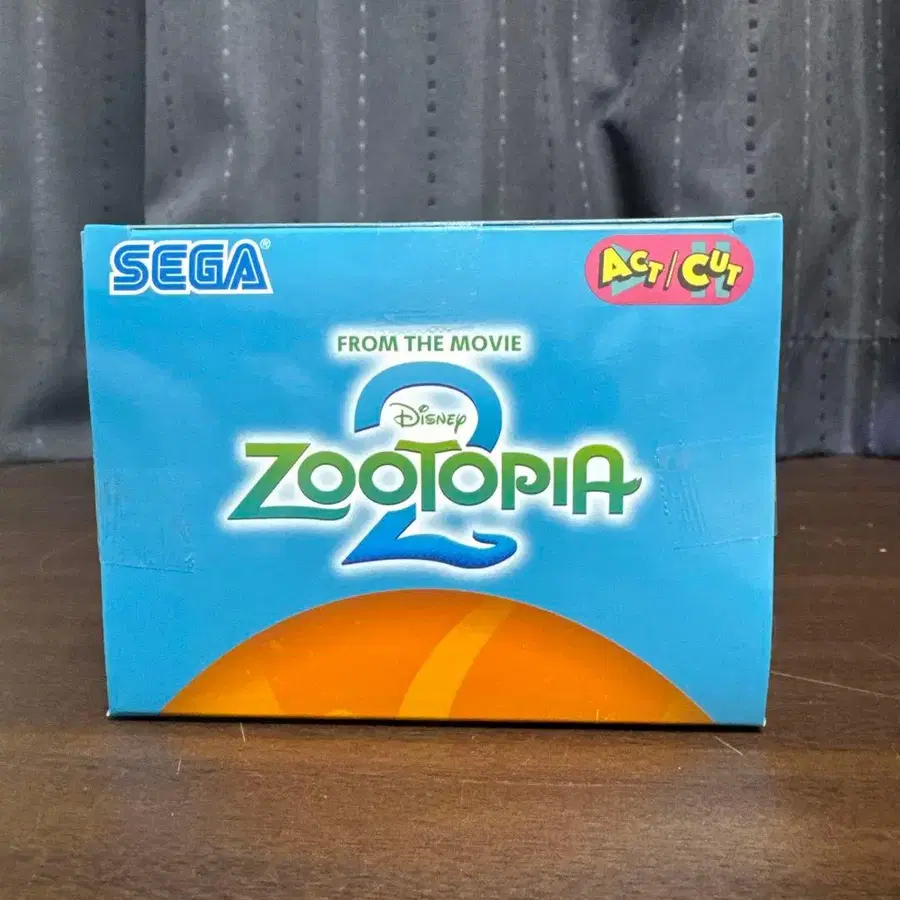 SEGA®
ACT/CUT
FROM THE MOVIE
2
Disney
ZOOTOPIA